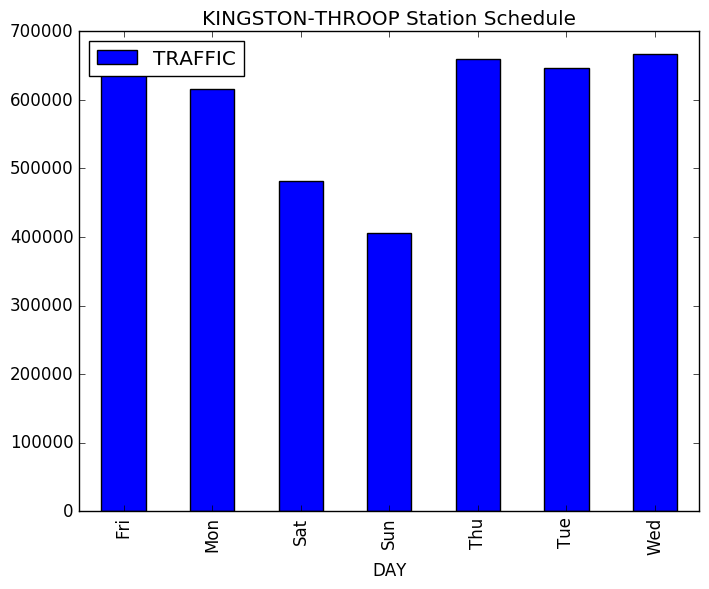 KINGSTON-THROOP Station Schedule
700000
600000
500000
400000
300000
200000
100000
0
TRAFFIC
Fri
Mon
Sat
Sun
Thu
Tue
Wed
DAY